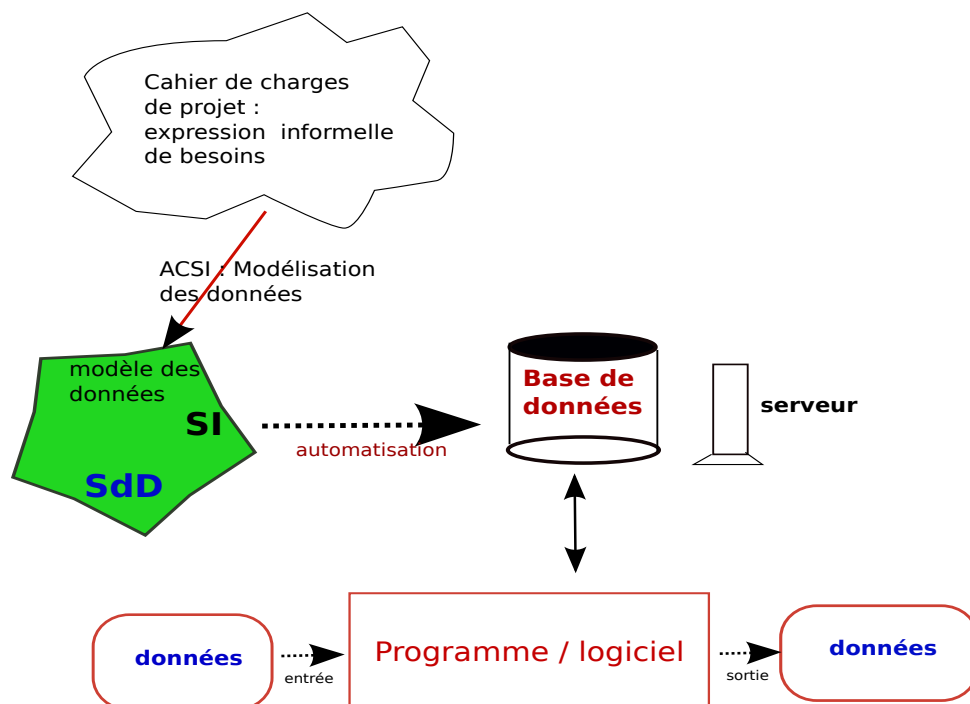 Cahier de charges
de projet :
expression  informelle
de besoins
ACSI : Modélisation
des données
modèle des
données
SI
SdD
automatisation
Base de
données
serveur
données
entrée
Programme / logiciel
sortie
données